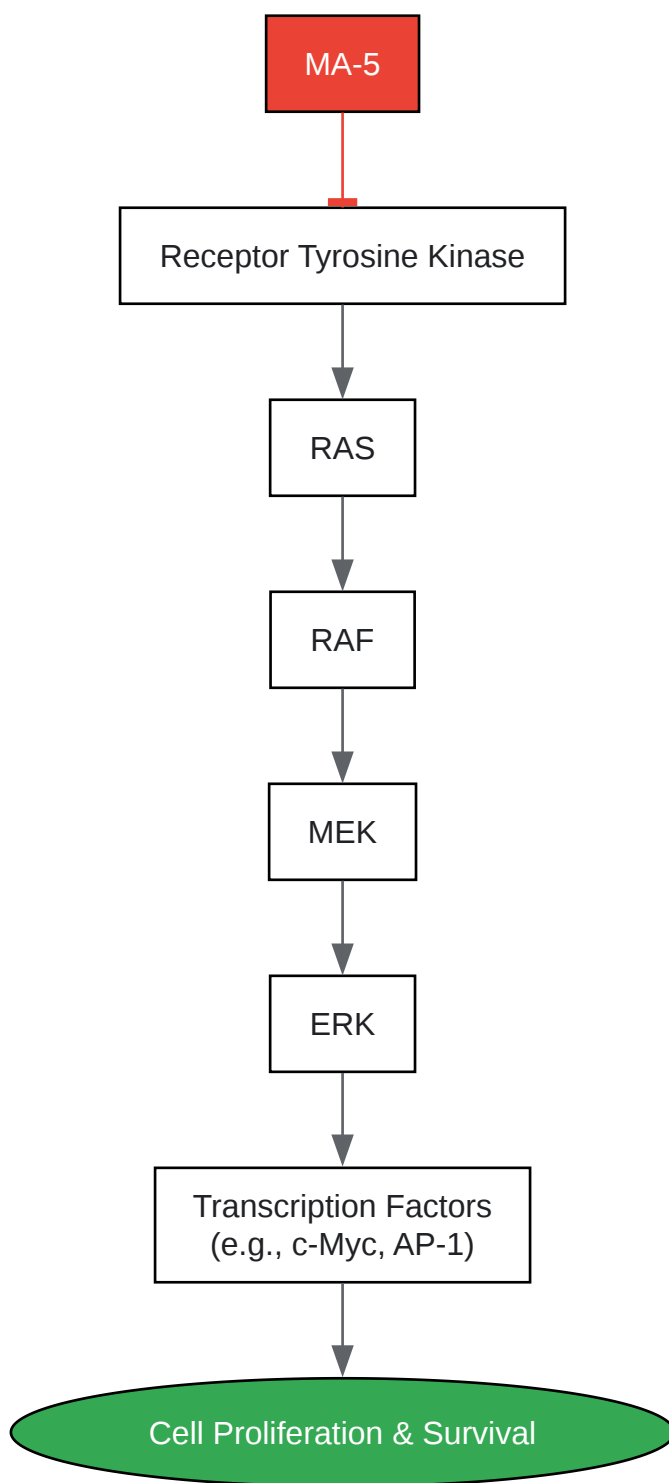 MA-5
Receptor Tyrosine Kinase
RAS
RAF
MEK
ERK
Transcription Factors
(e.g., c-Myc, AP-1)
Cell Proliferation & Survival